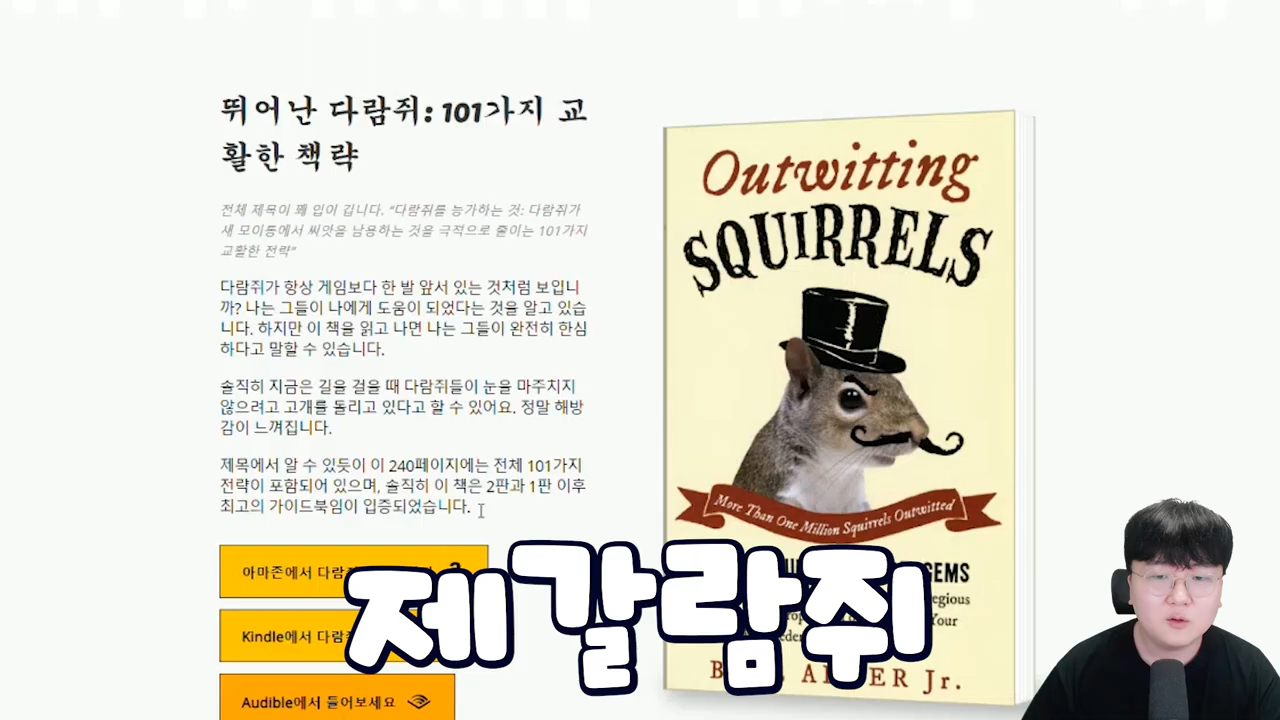 뛰어난 다람쥐: 101가지 교
활한 책략
전체 제목이 꽤 입이 깁니다. “다람쥐를 능가하는 것: 다람쥐가
새 모이통에서 씨앗을 남용하는 것을 극적으로 줄이는 101가지
교활한 전략”
다람쥐가 항상 게임보다 한 발 앞서 있는 것처럼 보입니
까? 나는 그들이 나에게 도움이 되었다는 것을 알고 있습
니다. 하지만 이 책을 읽고 나면 나는 그들이 완전히 한심
하다고 말할 수 있습니다.
솔직히 지금은 길을 걸을 때 다람쥐들이 눈을 마주치지
않으려고 고개를 돌리고 있다고 할 수 있어요. 정말 해방
감이 느껴집니다.
제목에서 알 수 있듯이 이 240페이지에는 전체 101가지
전략이 포함되어 있으며, 솔직히 이 책은 2판과 1판 이후
최고의 가이드북임이 입증되었습니다.
아마존에서
Kindle에서
Audible에서 들어보세요
Outwitting
SQUIRRELS
More Than One Million Squirrels Outwitted
Your
Jr.
제갈람쥐